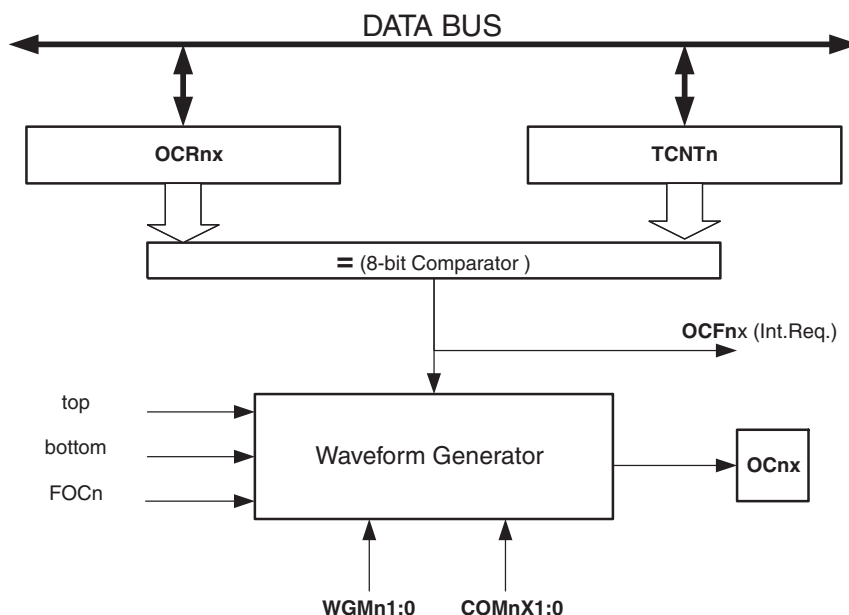 DATA BUS
OCRnx
TCNTn
= (8-bit Comparator )
OCFnx (Int.Req.)
top
bottom
FOCn
Waveform Generator
OCnx
WGMn1:0
COMnX1:0